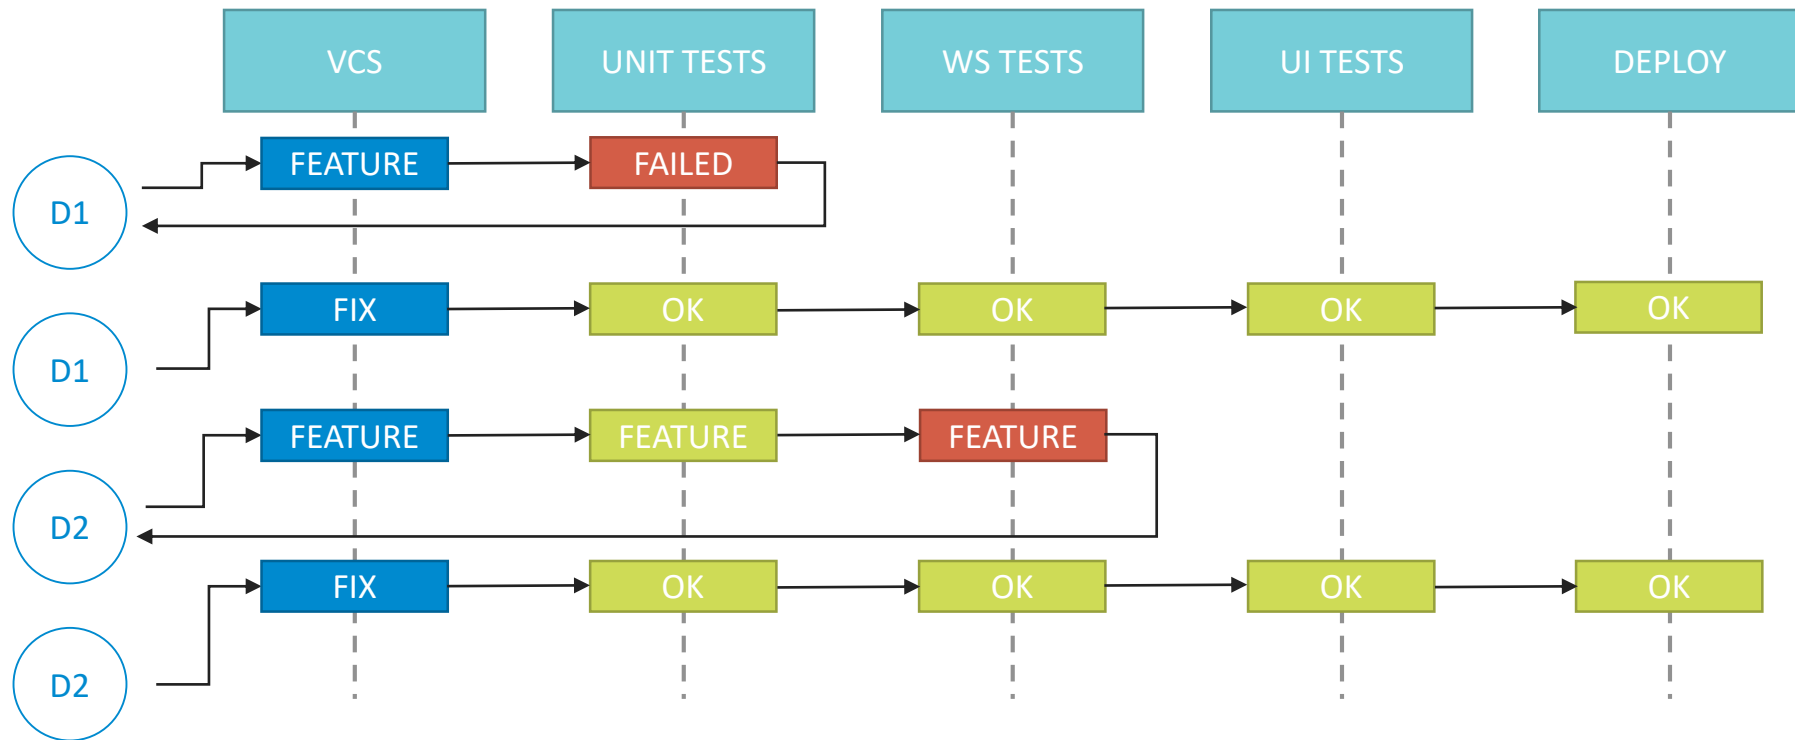 VCS
UNIT TESTS
WS TESTS
UI TESTS
DEPLOY
D1
FEATURE
FAILED
D1
FIX
OK
OK
OK
OK
D2
FEATURE
FEATURE
FEATURE
D2
FIX
OK
OK
OK
OK